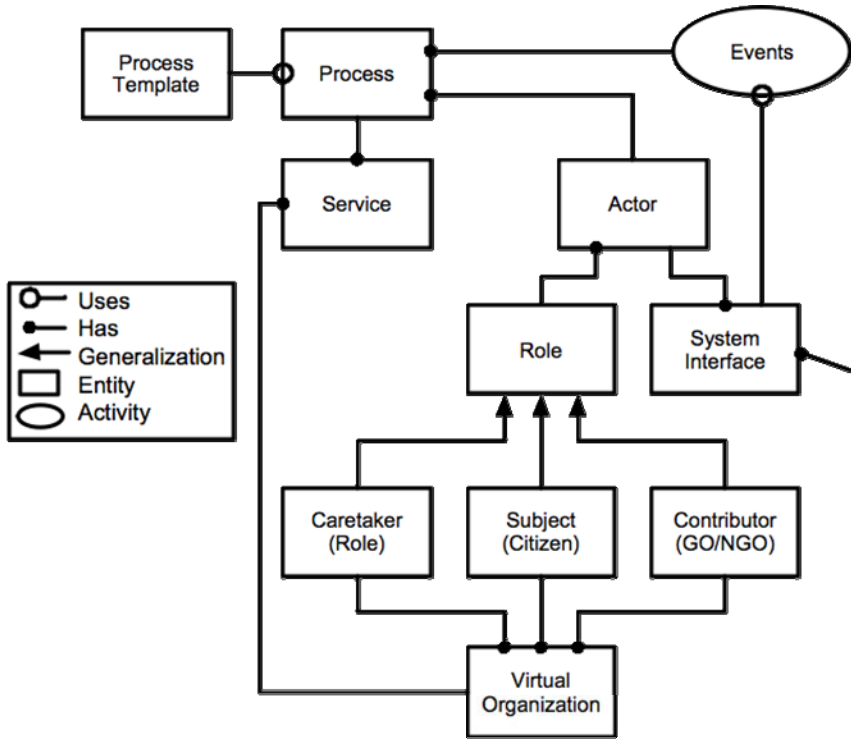 Process
Template
Process
Events
Service
Actor
Uses
Has
Generalization
Entity
Activity
Role
System
Interface
Caretaker
(Role)
Subject
(Citizen)
Contributor
(GO/NGO)
Virtual
Organization